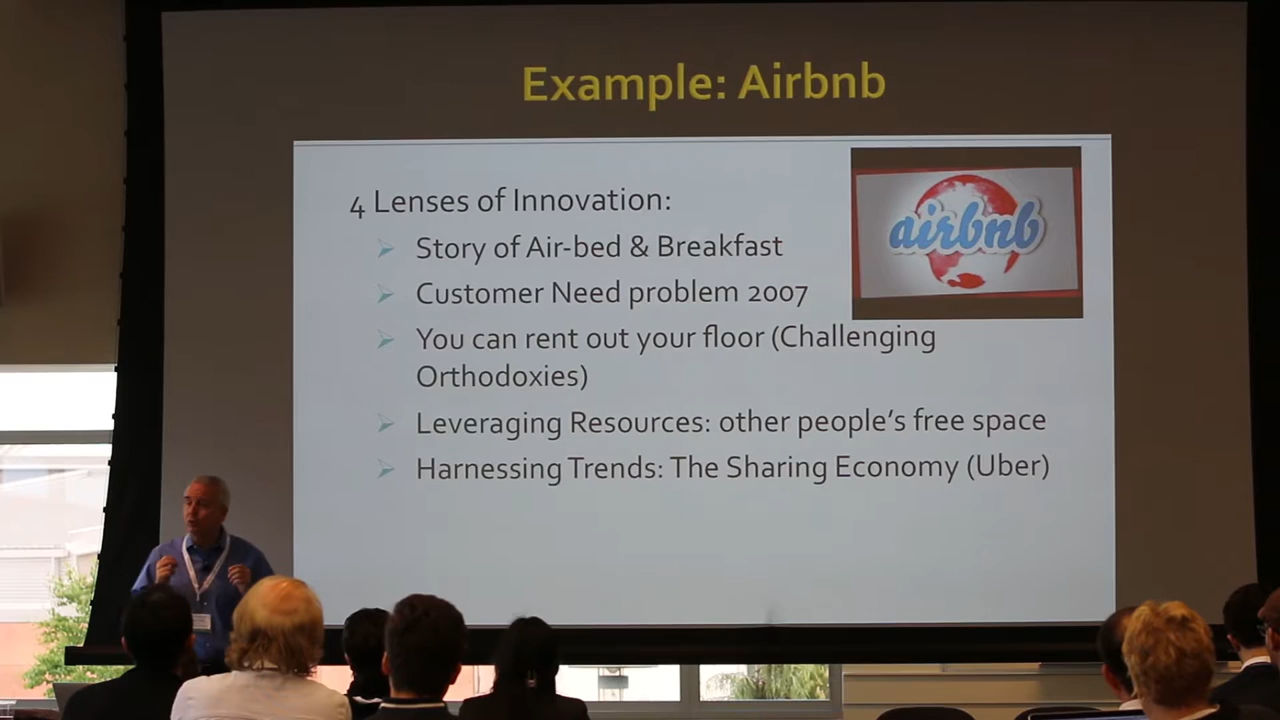 Example: Airbnb
4 Lenses of Innovation:
Story of Air-bed & Breakfast
Customer Need problem 2007
You can rent out your floor (Challenging
Orthodoxies)
Leveraging Resources: other people's free space
Harnessing Trends: The Sharing Economy (Uber)
airbnb